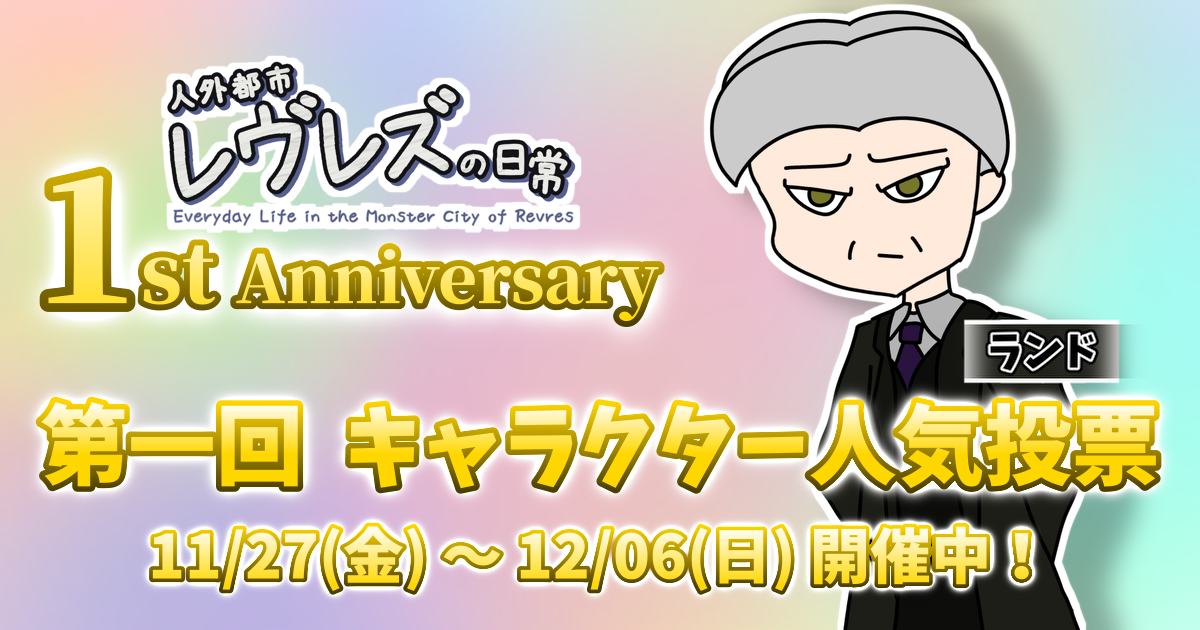 人外都市
レヴレズの日常
Everyday Life in the Monster City of Revres
1st Anniversary
ランド
第一回 キャラクター人気投票
11/27(金) ～ 12/06(日) 開催中！